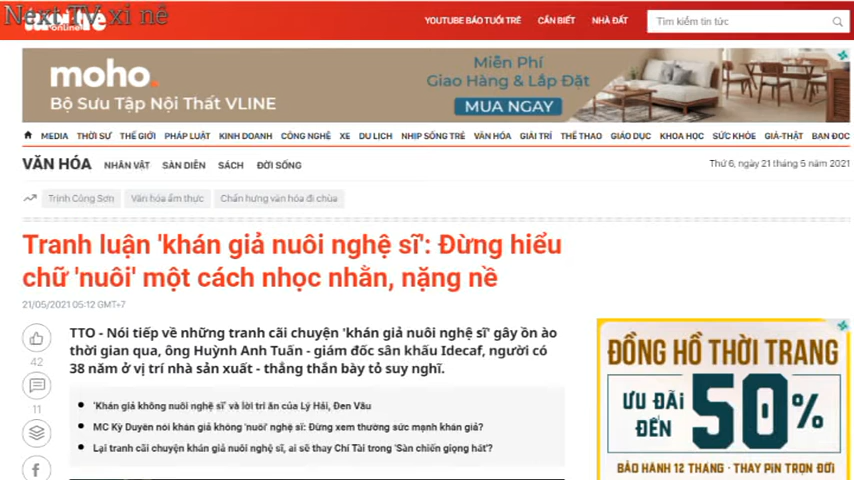 Next TV xi nê
online
YOUTUBE BÁO TUỔI TRẺ CẦN BIẾT NHÀ ĐẤT
Tìm kiếm tin tức
moho.
Bộ Sưu Tập Nội Thất VLINE
Miễn Phí
Giao Hàng & Lắp Đặt
MUA NGAY
MEDIA THỜI SỰ THẾ GIỚI PHÁP LUẬT KINH DOANH CÔNG NGHỆ XE DU LỊCH NHỊP SỐNG TRẺ VĂN HÓA GIẢI TRÍ THỂ THAO GIÁO DỤC KHOA HỌC SỨC KHỎE GIẢ-THẬT BẠN ĐỌC
VĂN HÓA NHÂN VẬT SÀN DIỄN SÁCH ĐỜI SỐNG
Thứ 6, ngày 21 tháng 5 năm 2021
Trịnh Công Sơn Văn hóa ẩm thực Chấn hưng văn hóa đi chùa
Tranh luận 'khán giả nuôi nghệ sĩ': Đừng hiểu
chữ 'nuôi' một cách nhọc nhằn, nặng nề
21/05/2021 05:12 GMT+7
42
11
TTO - Nói tiếp về những tranh cãi chuyện 'khán giả nuôi nghệ sĩ' gây ồn ào
thời gian qua, ông Huỳnh Anh Tuấn - giám đốc sân khấu Idecaf, người có
38 năm ở vị trí nhà sản xuất - thẳng thắn bày tỏ suy nghĩ.
'Khán giả không nuôi nghệ sĩ' và lời tri ân của Lý Hải, Đen Vâu
MC Kỳ Duyên nói khán giả không 'nuôi' nghệ sĩ: Đừng xem thường sức mạnh khán giả?
Lại tranh cãi chuyện khán giả nuôi nghệ sĩ, ai sẽ thay Chí Tài trong 'Sàn chiến giọng hát'?
ĐỒNG HỒ THỜI TRANG
ƯU ĐÃI
ĐẾN
50%
BẢO HÀNH 12 THÁNG · THAY PIN TRỌN ĐỜI